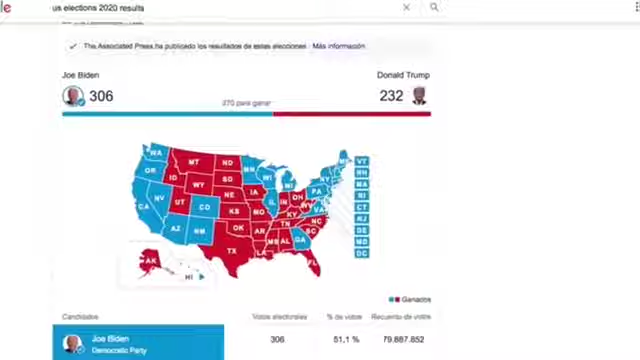 us elections 2020 results
The Associated Press ha publicado los resultados de estas elecciones · Más información
Joe Biden
Donald Trump
306
270 para ganar
232
WA
MT
ND
MN
ME
VT
OR
ID
SD
WI
NY
NH
WY
MI
MA
NV
NE
IA
PA
RI
CA
UT
CO
IL
IN
OH
CT
KS
MO
WV
VA
NJ
KY
DE
AZ
NM
OK
AR
TN
NC
MD
SC
DC
TX
MS
AL
GA
LA
FL
AK
HI
Ganados
Candidatos
Votos electorales
% de votos
Recuento de votos
Joe Biden
306
51,1 %
79.887.852
Democratic Party